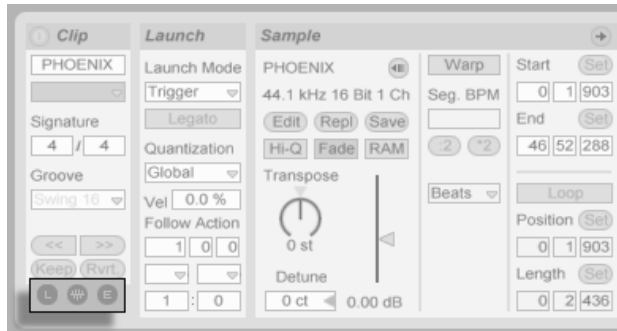 Clip
PHOENIX
Signature
4 / 4
Groove
Swing 16
<< >>
Keep Rvrt.
L E
Launch
Launch Mode
Trigger
Legato
Quantization
Global
Vel 0.0 %
Follow Action
1 0 0
1 : 0
Sample
PHOENIX
44.1 kHz 16 Bit 1 Ch
Edit Repl Save
Hi-Q Fade RAM
Transpose
0 st
Detune
0 ct 0.00 dB
Warp
Seg. BPM
:2 *2
Beats
Start Set
0 1 903
End Set
46 52 288
Loop
Position Set
0 1 903
Length Set
0 2 436